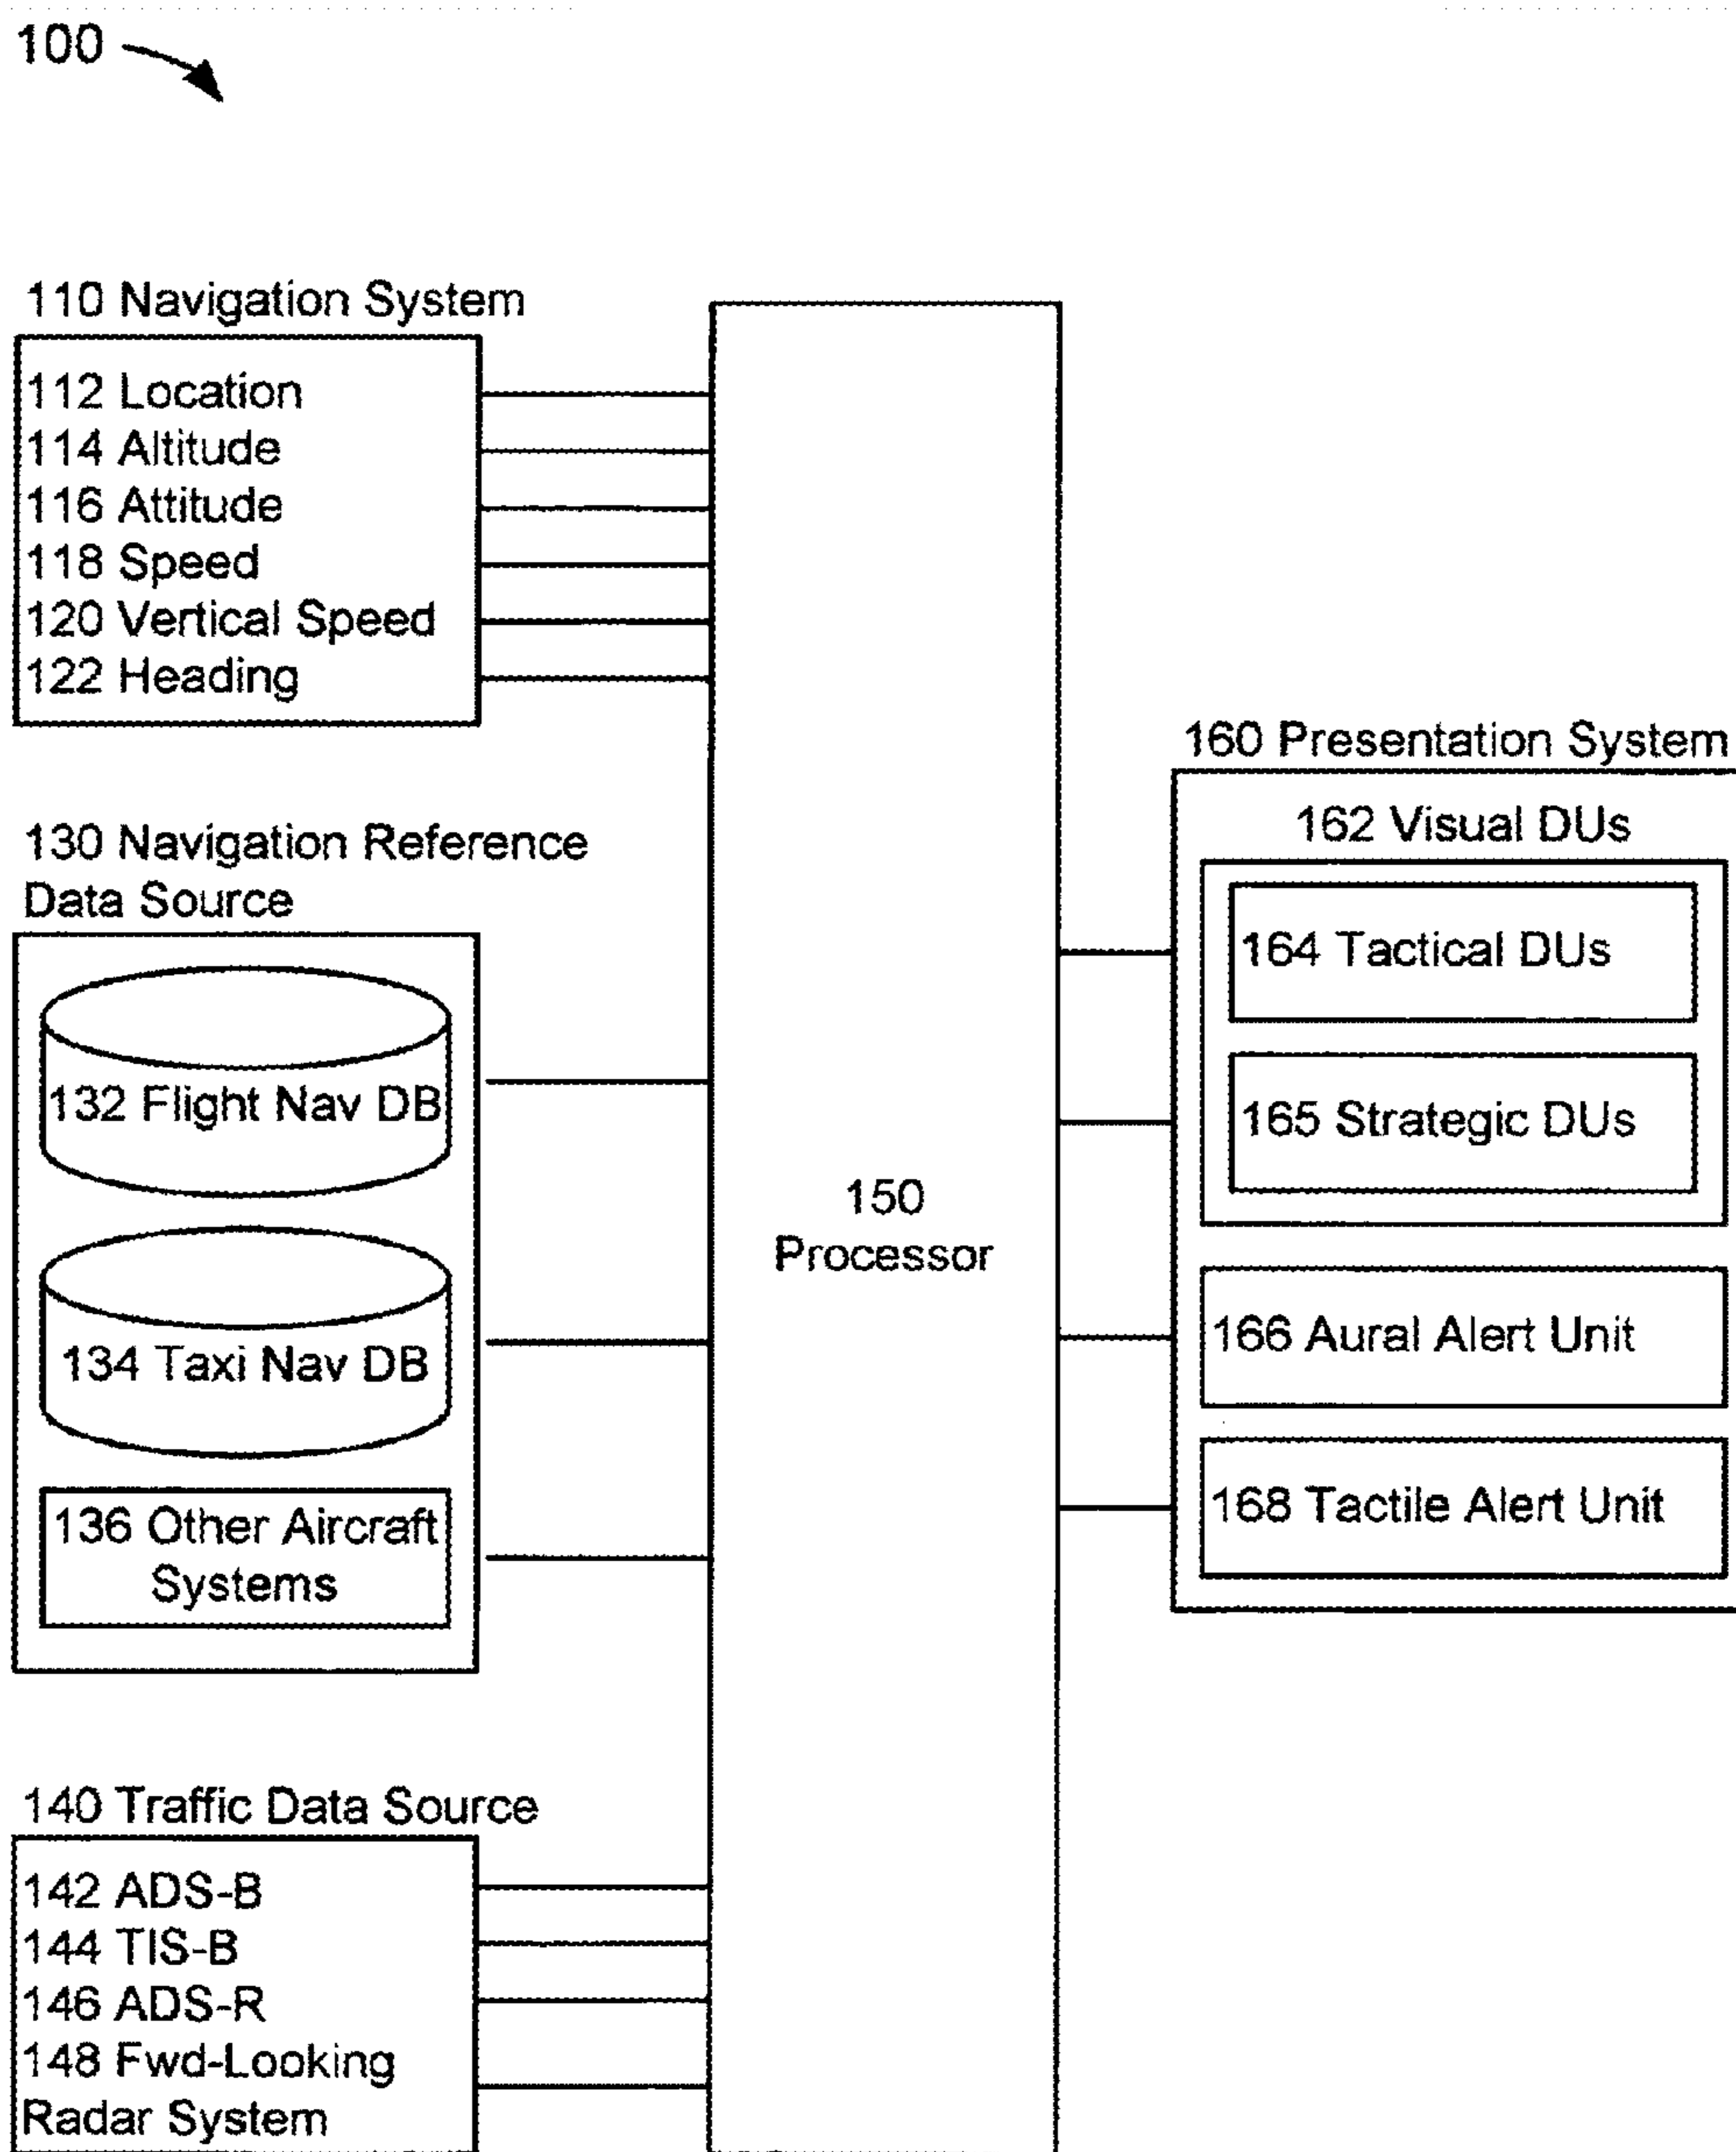 100
110 Navigation System
112 Location
114 Altitude
116 Attitude
118 Speed
120 Vertical Speed
122 Heading
130 Navigation Reference
Data Source
132 Flight Nav DB
134 Taxi Nav DB
136 Other Aircraft
Systems
140 Traffic Data Source
142 ADS-B
144 TIS-B
146 ADS-R
148 Fwd-Looking
Radar System
150
Processor
160 Presentation System
162 Visual DUs
164 Tactical DUs
165 Strategic DUs
166 Aural Alert Unit
168 Tactile Alert Unit